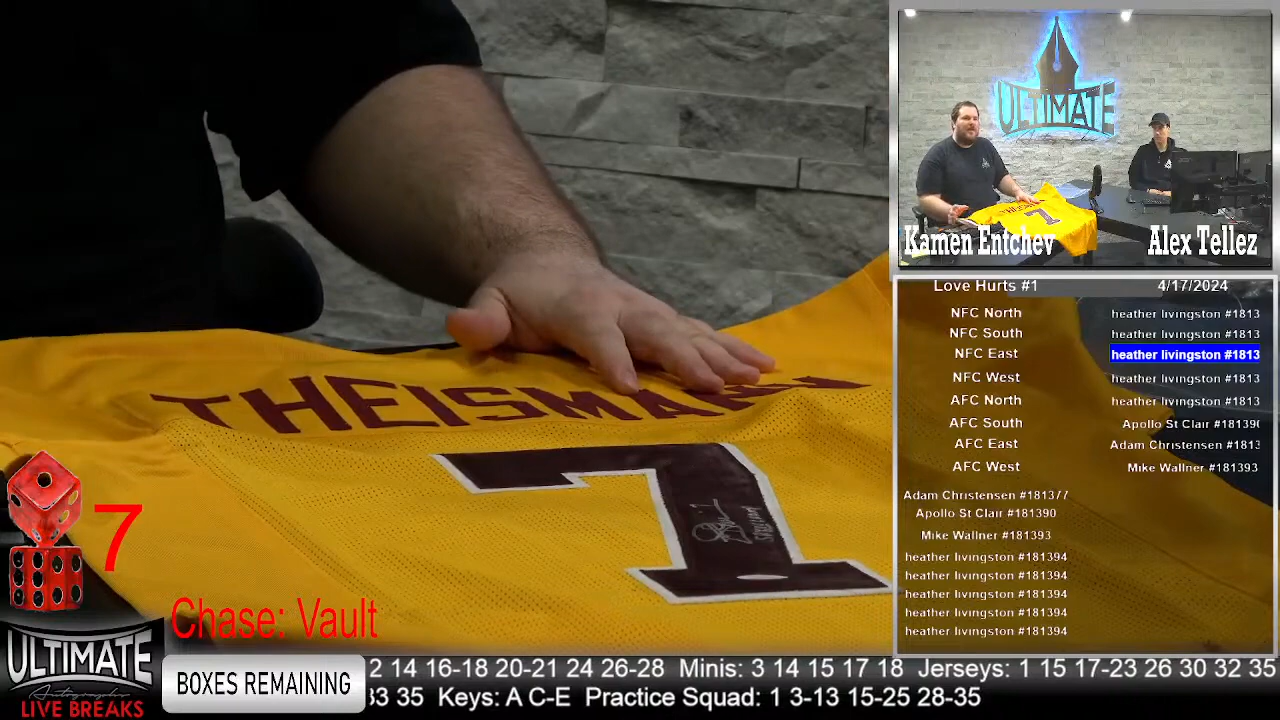 ULTIMATE
Kamen Entchev
Alex Tellez
Love Hurts #1 4/17/2024
NFC North heather livingston #1813
NFC South heather livingston #1813
NFC East heather livingston #1813
NFC West heather livingston #1813
AFC North heather livingston #1813
AFC South Apollo St Clair #18139
AFC East Adam Christensen #1813
AFC West Mike Wallner #181393
Adam Christensen #181377
Apollo St Clair #181390
Mike Wallner #181393
heather livingston #181394
heather livingston #181394
heather livingston #181394
heather livingston #181394
heather livingston #181394
THEISMANN
7
7
Chase: Vault
ULTIMATE
Autographs
LIVE BREAKS
BOXES REMAINING
2 14 16-18 20-21 24 26-28 Minis: 3 14 15 17 18 Jerseys: 1 15 17-23 26 30 32 35
33 35 Keys: A C-E Practice Squad: 1 3-13 15-25 28-35